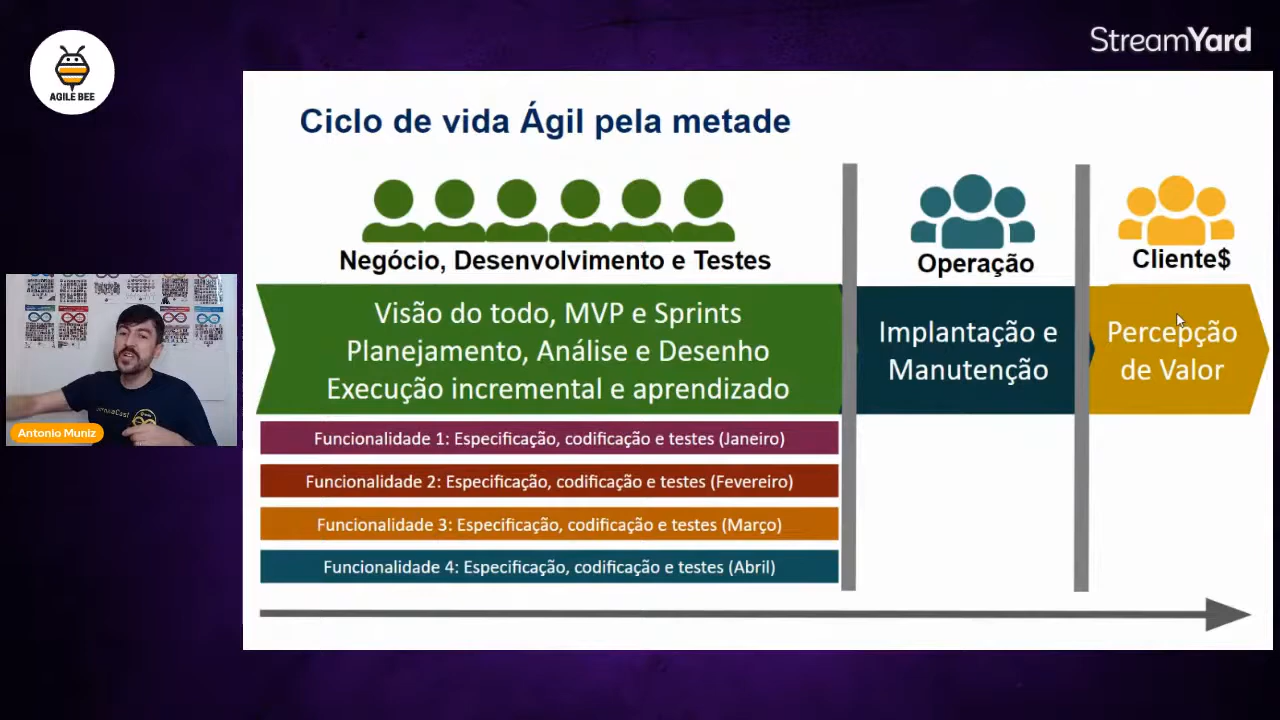 AGILE BEE
StreamYard
Ciclo de vida Ágil pela metade
Negócio, Desenvolvimento e Testes
Operação
Cliente$
Visão do todo, MVP e Sprints
Planejamento, Análise e Desenho
Execução incremental e aprendizado
Implantação e
Manutenção
Percepção
de Valor
Funcionalidade 1: Especificação, codificação e testes (Janeiro)
Funcionalidade 2: Especificação, codificação e testes (Fevereiro)
Funcionalidade 3: Especificação, codificação e testes (Março)
Funcionalidade 4: Especificação, codificação e testes (Abril)
Antonio Muniz